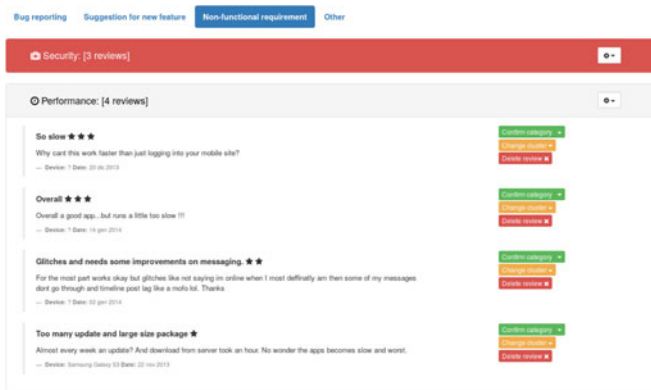 Bug reporting Suggestion for new feature Non-functional requirement Other
Security: [3 reviews]
Performance: [4 reviews]
So slow ★ ★ ★
Why cant this work faster than just logging into your mobile site?
— Device: ? Date: 20 dic 2013
Confirm category
Change cluster
Delete review ✖
Overall ★ ★ ★
Overall a good app...but runs a little too slow !!!
— Device: ? Date: 14 gen 2014
Confirm category
Change cluster
Delete review ✖
Glitches and needs some improvements on messaging. ★ ★
For the most part works okay but glitches like not saying im online when I most deffinatly am then some of my messages
dont go through and timeline post lag like a mofo lol. Thanks
— Device: ? Date: 02 gen 2014
Confirm category
Change cluster
Delete review ✖
Too many update and large size package ★
Almost every week an update? And download from server took an hour. No wonder the apps becomes slow and worst.
— Device: Samsung Galaxy S3 Date: 22 nov 2013
Confirm category
Change cluster
Delete review ✖